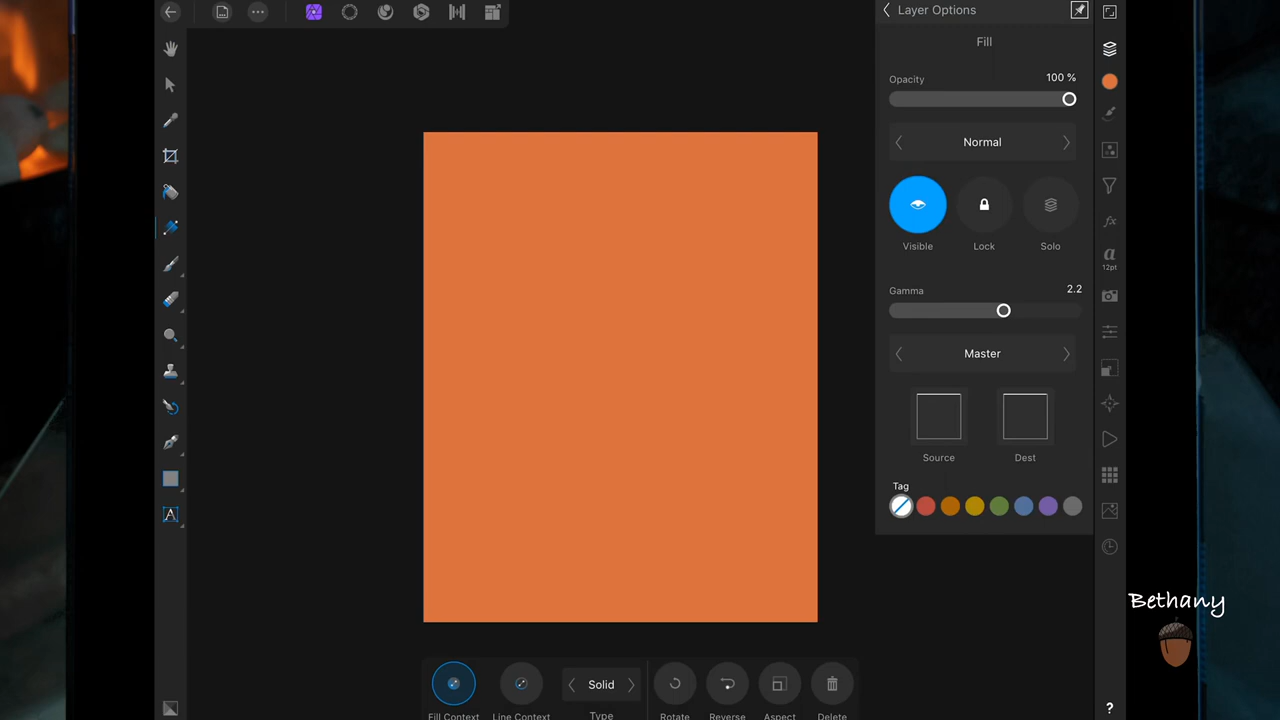 Layer Options
Fill
Opacity
100 %
Normal
Visible
Lock
Solo
Gamma
2.2
Master
Source
Dest
Tag
a
12pt
fx
A
Solid
Fill Context
Line Context
Type
Rotate
Reverse
Aspect
Delete
?
Bethany